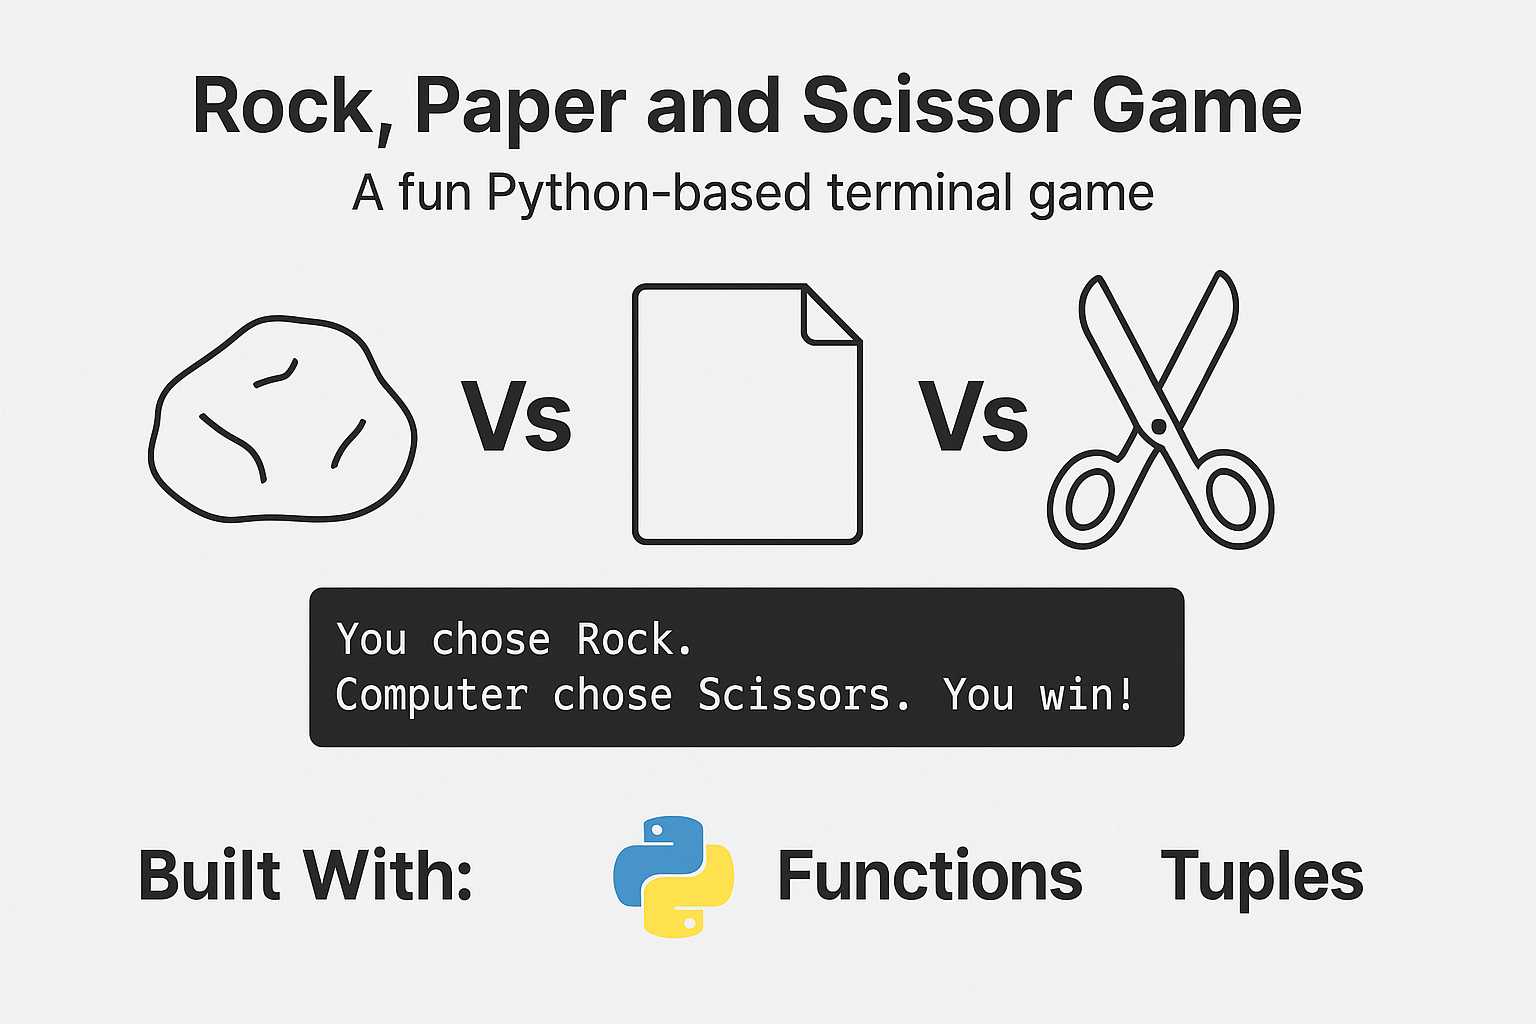 Rock, Paper and Scissor Game
A fun Python-based terminal game
Vs Vs
You chose Rock.
Computer chose Scissors. You win!
Built With: Functions Tuples